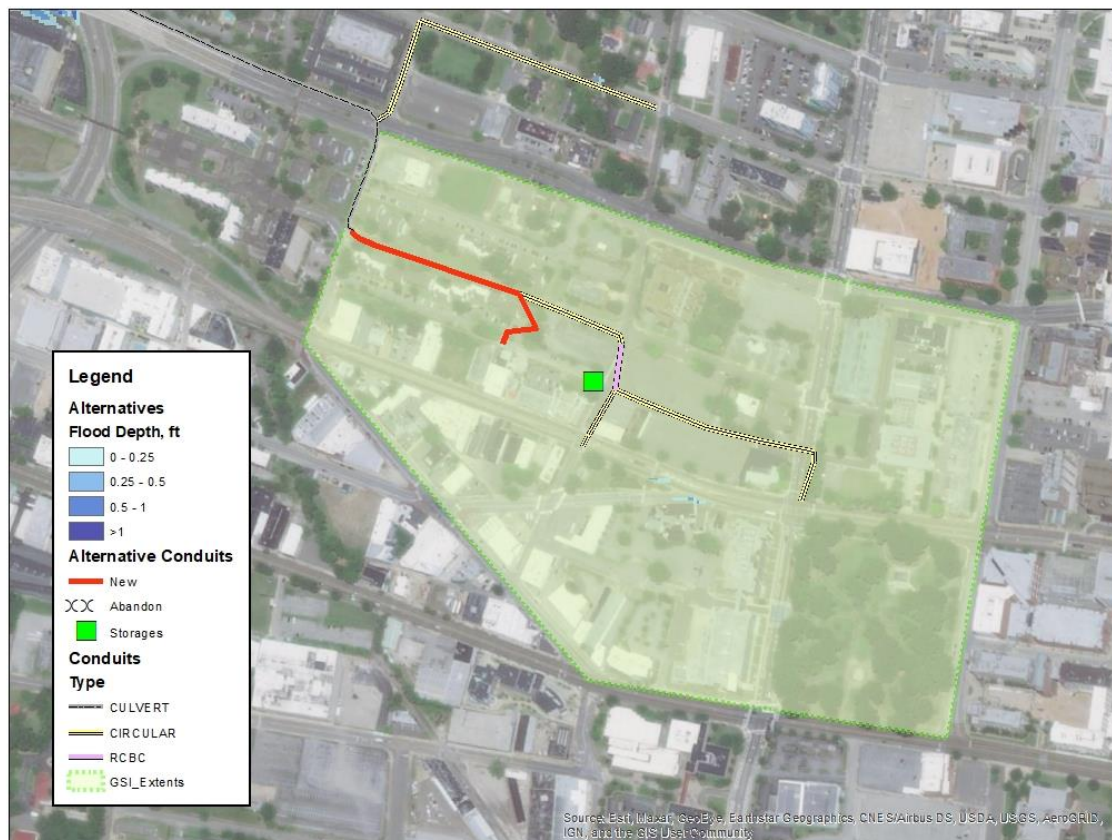 Legend
Alternatives
Flood Depth, ft
0 - 0.25
0.25 - 0.5
0.5 - 1
>1
Alternative Conduits
New
Abandon
Storages
Conduits
Type
CULVERT
CIRCULAR
RCBC
GSI_Extents
Source: Esri, Maxar, GeoEye, Earthstar Geographics, CNES/Airbus DS, USDA, USGS, AeroGRID,
IGN, and the GIS User Community